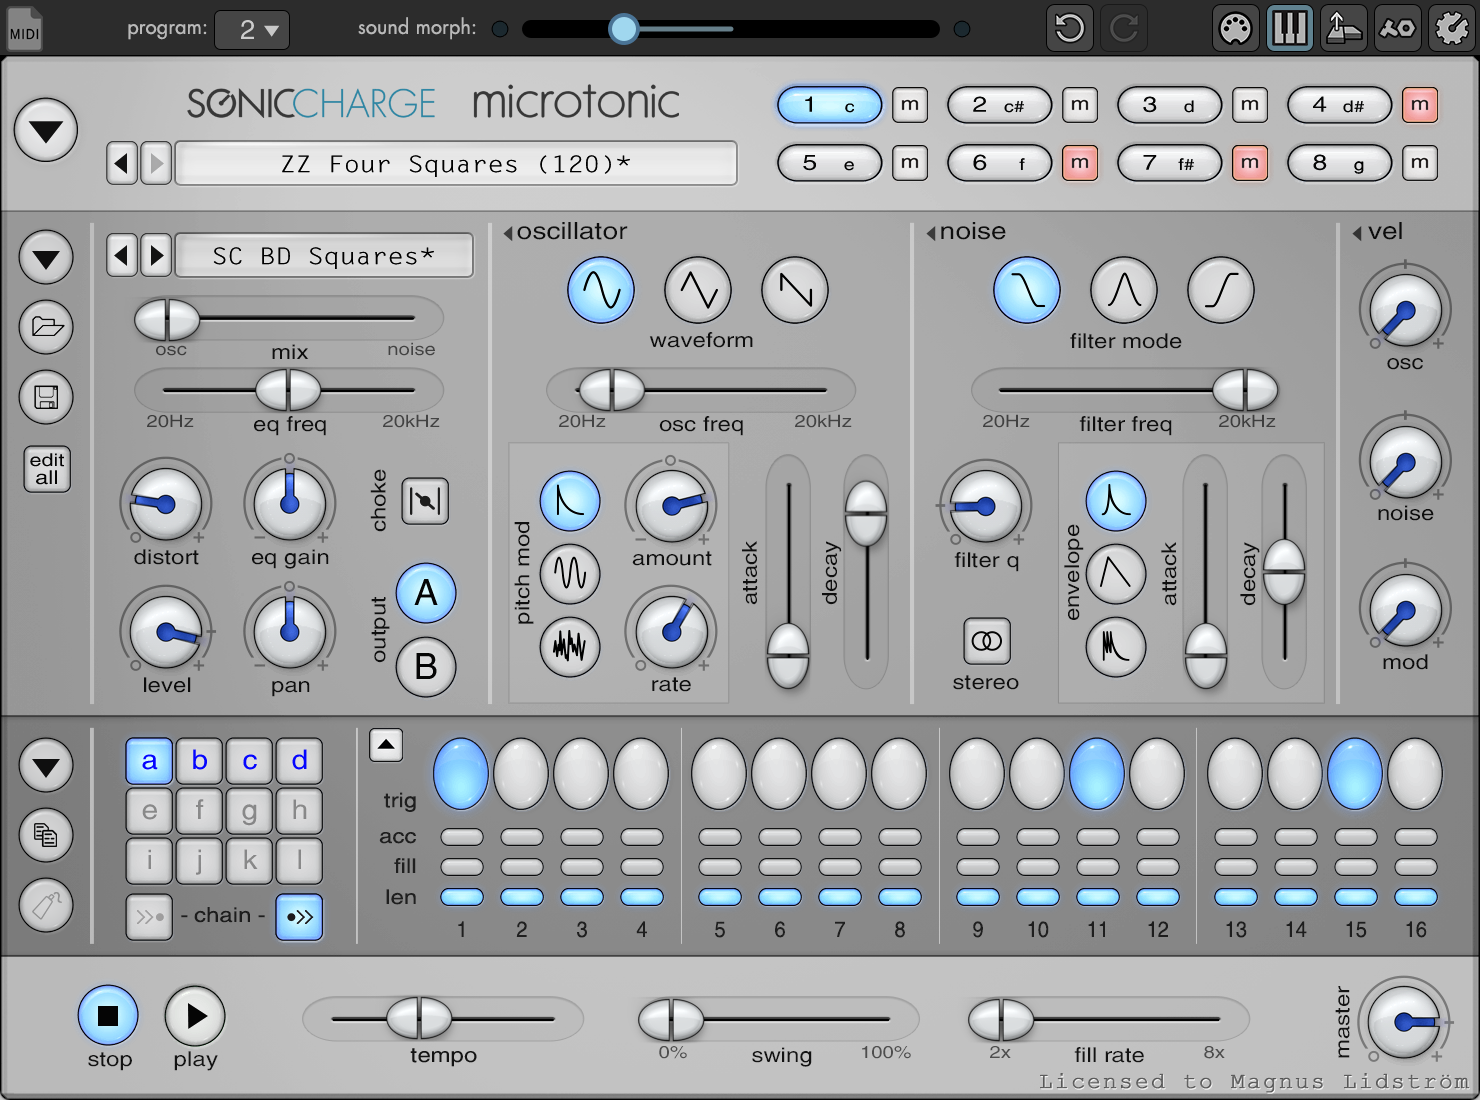 MIDI program: 2 sound morph:
SONICCHARGE microtonic
1 c m 2 c# m 3 d m 4 d# m
ZZ Four Squares (120)*
5 e m 6 f m 7 f# m 8 g m
SC BD Squares*
oscillator
noise
vel
osc mix noise
waveform
filter mode
osc
20Hz eq freq 20kHz
20Hz osc freq 20kHz
20Hz filter freq 20kHz
edit
all
distort eq gain
choke
level pan
output
A
B
pitch mod
amount
rate
attack
decay
filter q
stereo
envelope
attack
decay
noise
mod
a b c d
e f g h
i j k l
- chain -
trig
acc
fill
len
1 2 3 4 5 6 7 8 9 10 11 12 13 14 15 16
stop play tempo
0% swing 100%
2x fill rate 8x
master
Licensed to Magnus Lidström